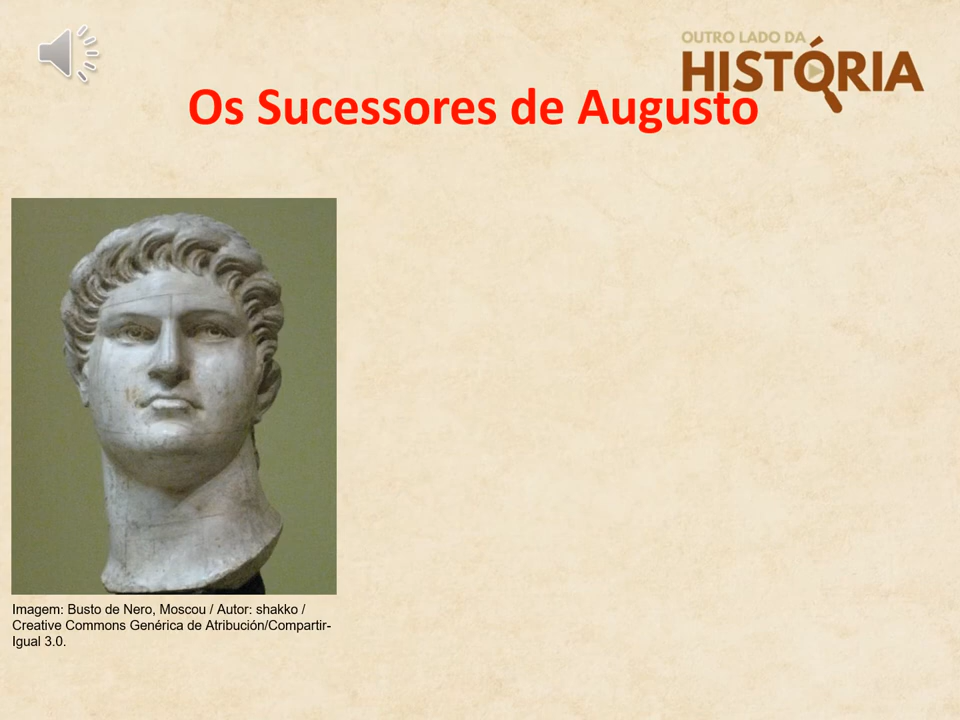 OUTRO LADO DA
HISTÓRIA
Os Sucessores de Augusto
Imagem: Busto de Nero, Moscou / Autor: shakko /
Creative Commons Genérica de Atribución/Compartir-
Igual 3.0.